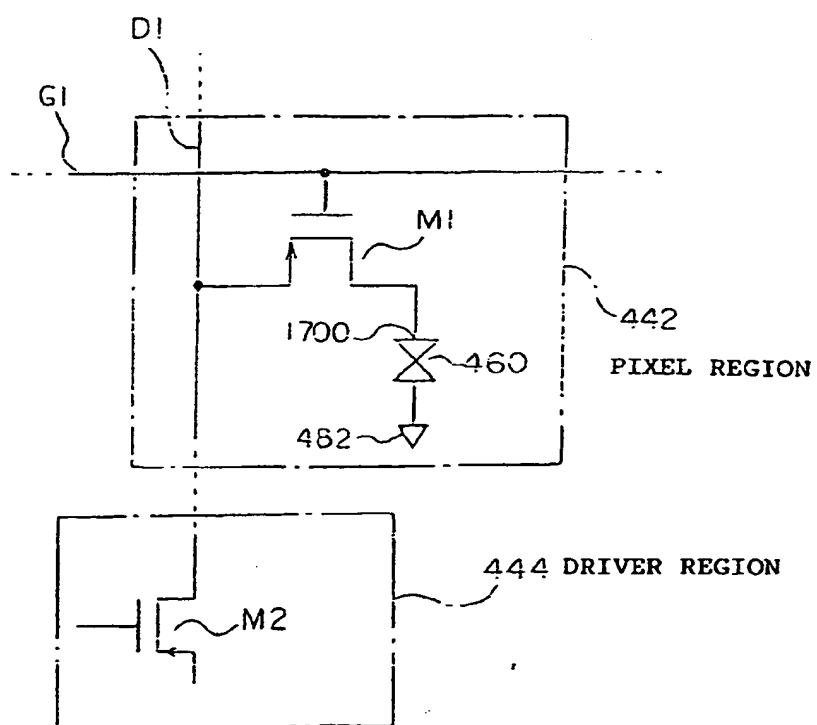 D1
G1
M1
1700
460
442
PIXEL REGION
482
444 DRIVER REGION
M2